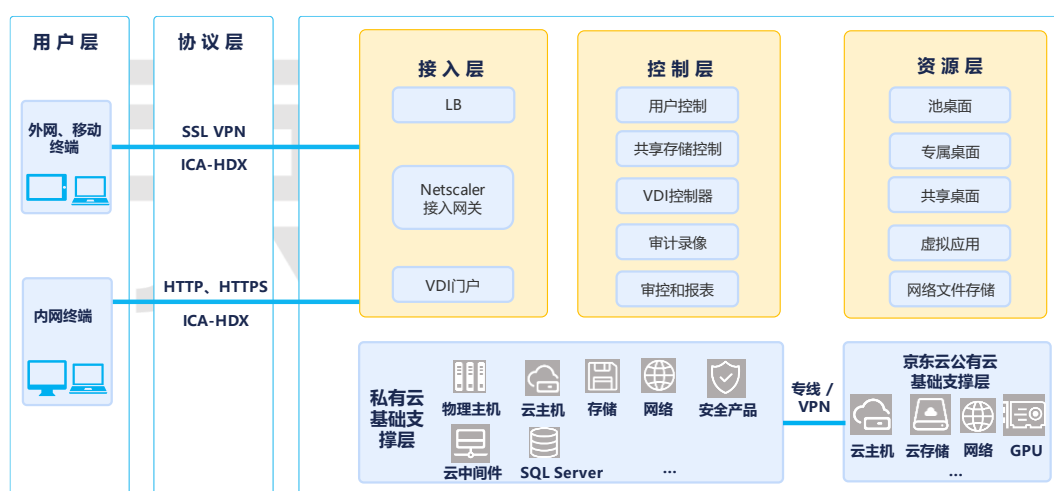 用户层
外网、移动
终端
内网终端
协议层
SSL VPN
ICA-HDX
HTTP、HTTPS
ICA-HDX
接入层
LB
Netscaler
接入网关
VDI门户
控制层
用户控制
共享存储控制
VDI控制器
审计录像
审控和报表
资源层
池桌面
专属桌面
共享桌面
虚拟应用
网络文件存储
私有云
基础支
撑层
物理主机
云主机
存储
网络
安全产品
云中间件
SQL Server
...
专线 /
VPN
京东云公有云
基础支撑层
云主机
云存储
网络
GPU
...